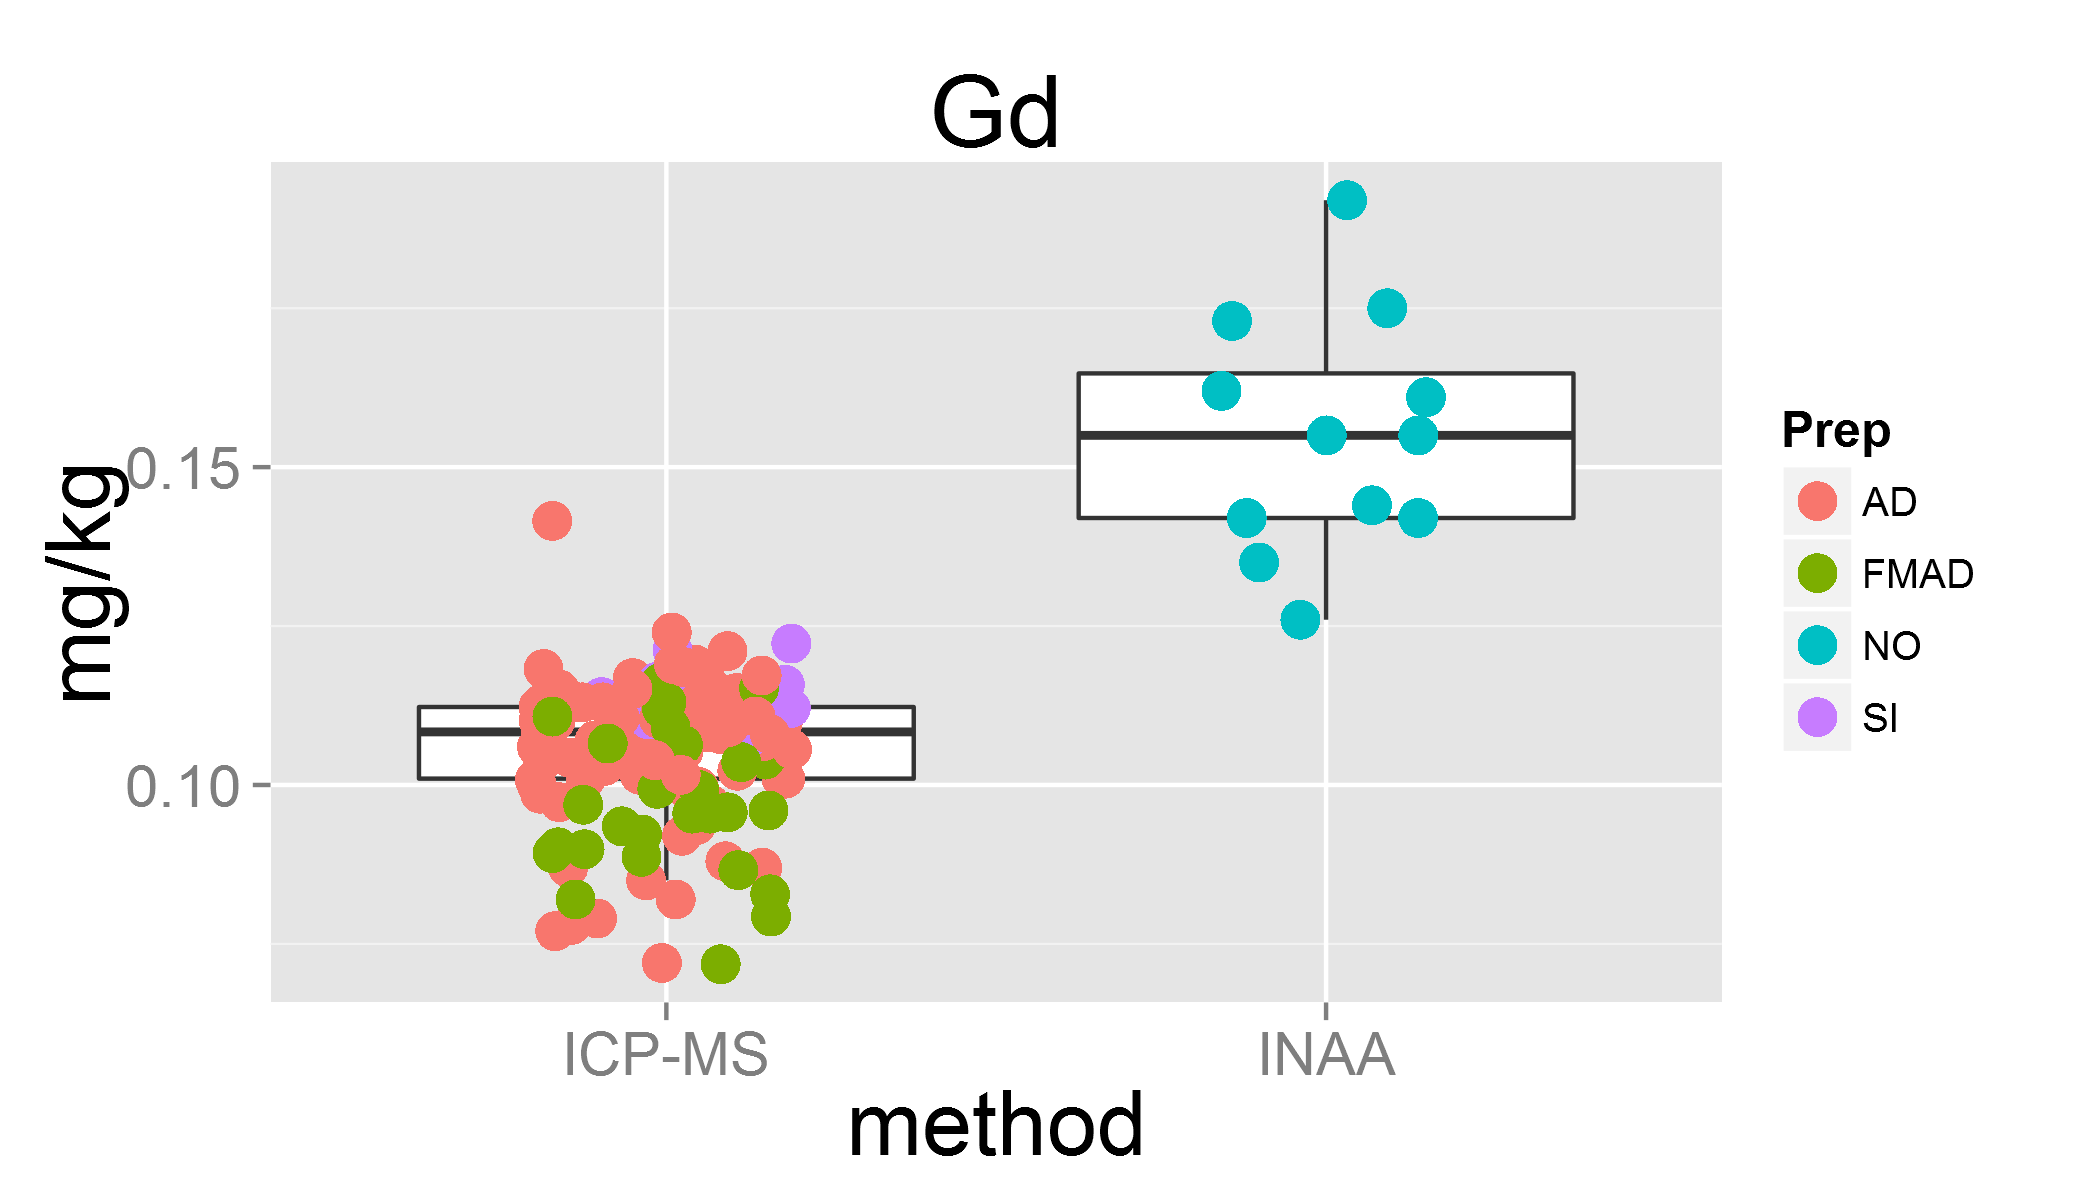 Gd
mg/kg
0.15
0.10
ICP-MS
INAA
method
Prep
AD
FMAD
NO
SI